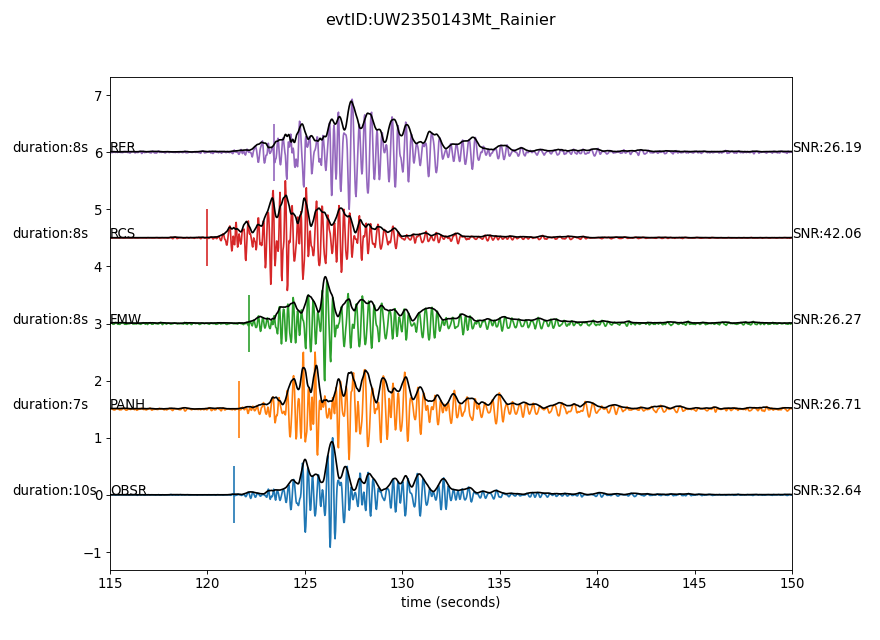 evtID:UW2350143Mt_Rainier
7
duration:8s RER 6 SNR:26.19
5
duration:8s RCS SNR:42.06
4
duration:8s FMW 3 SNR:26.27
2
duration:7s PANH SNR:26.71
1
duration:10s OBSR 0 SNR:32.64
−1
115 120 125 130 135 140 145 150
time (seconds)